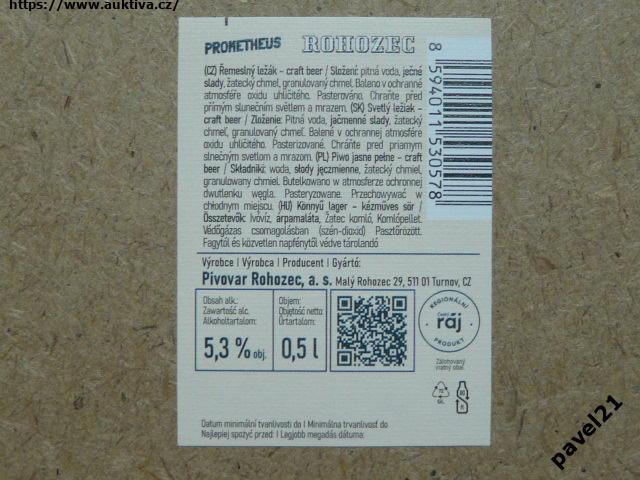 https://www.auktiva.cz/
PROMETHEUS ROHOZEC
(CZ) Řemeslný ležák – craft beer / Složení: pitná voda, ječné
slady, žatecký chmel, granulovaný chmel. Baleno v ochranné
atmosféře oxidu uhličitého. Pasterováno. Chraňte před
přímým slunečním světlem a mrazem. (SK) Svetlý ležiak –
craft beer / Zloženie: Pitná voda, jačmenné slady, žatecký
chmeľ, granulovaný chmeľ. Balené v ochrannej atmosfére
oxidu uhličitého. Pasterizované. Chráňte pred priamym
slnečným svetlom a mrazom. (PL) Piwo jasne pełne – craft
beer / Składniki: woda, słody jęczmienne, żatecký chmiel,
granulowany chmiel. Butelkowano w atmosferze ochronnej
dwutlenku węgla. Pasteryzowane. Przechowywać w
chłodnym miejscu. (HU) Könnyű lager – kézműves sör /
Összetevők: Ivóvíz, árpamaláta, Žatec komló, Komlópellet.
Védőgázas csomagolásban (szén-dioxid) Pasztőrözött.
Fagytól és közvetlen napfénytől védve tárolandó
8 594011 530578
Výrobce | Výrobca | Producent | Gyártó:
Pivovar Rohozec, a. s. Malý Rohozec 29, 511 01 Turnov, CZ
Obsah alk.:
Zawartość alc.
Alkoholtartalom:
5,3 % obj.
Objem:
Objętość netto
Űrtartalom:
0,5 l
REGIONÁLNÍ
Český
ráj
PRODUKT
Zálohovaný
vratný obal.
GL
Datum minimální trvanlivosti do | Minimálna trvanlivosť do
Najlepiej spożyć przed: | Legjobb megadás dátuma:
pavel21